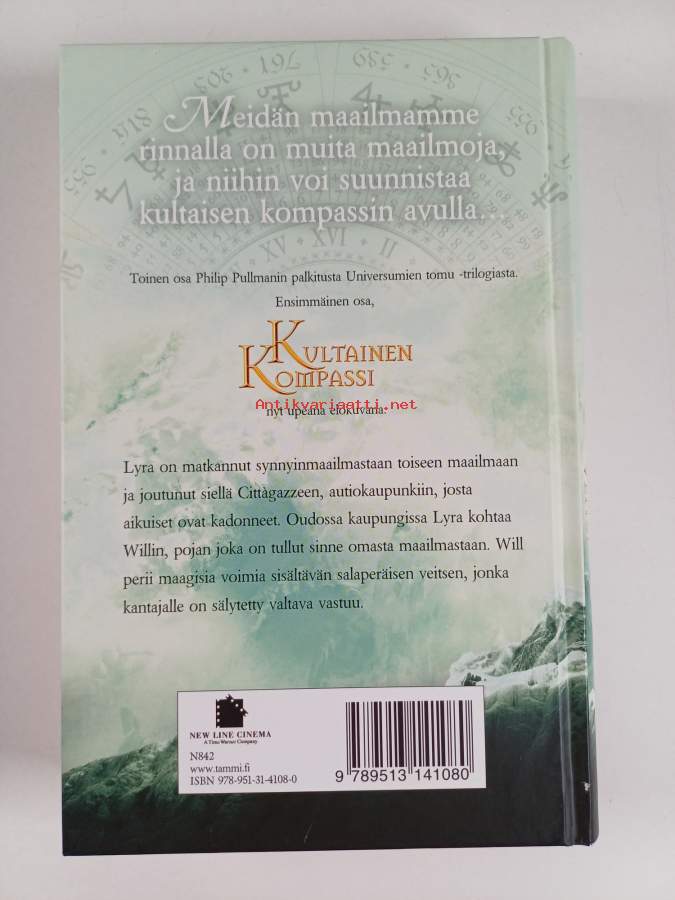 Meidän maailmamme
rinnalla on muita maailmoja,
ja niihin voi suunnistaa
kultaisen kompassin avulla…
XV XVI II
Toinen osa Philip Pullmanin palkitusta Universumien tomu -trilogiasta.
Ensimmäinen osa,
KULTAINEN
KOMPASSI
Antikvariaatti.net
nyt upeana elokuvana.
Lyra on matkannut synnyinmaailmastaan toiseen maailmaan
ja joutunut siellä Cittàgazzeen, autiokaupunkiin, josta
aikuiset ovat kadonneet. Oudossa kaupungissa Lyra kohtaa
Willin, pojan joka on tullut sinne omasta maailmastaan. Will
perii maagisia voimia sisältävän salaperäisen veitsen, jonka
kantajalle on sälytetty valtava vastuu.
NEW LINE CINEMA
A Time Warner Company
N842
www.tammi.fi
ISBN 978-951-31-4108-0
9 789513 141080